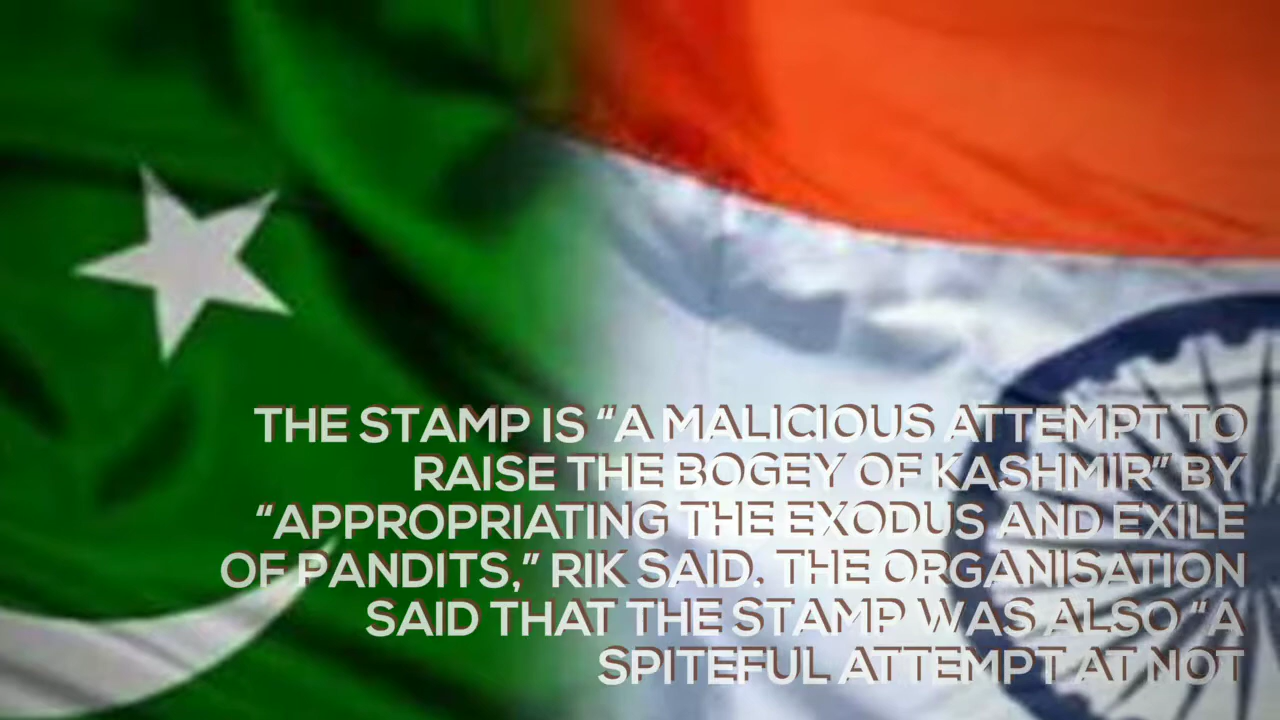 THE STAMP IS “A MALICIOUS ATTEMPT TO
RAISE THE BOGEY OF KASHMIR” BY
“APPROPRIATING THE EXODUS AND EXILE
OF PANDITS,” RIK SAID. THE ORGANISATION
SAID THAT THE STAMP WAS ALSO “A
SPITEFUL ATTEMPT AT NOT